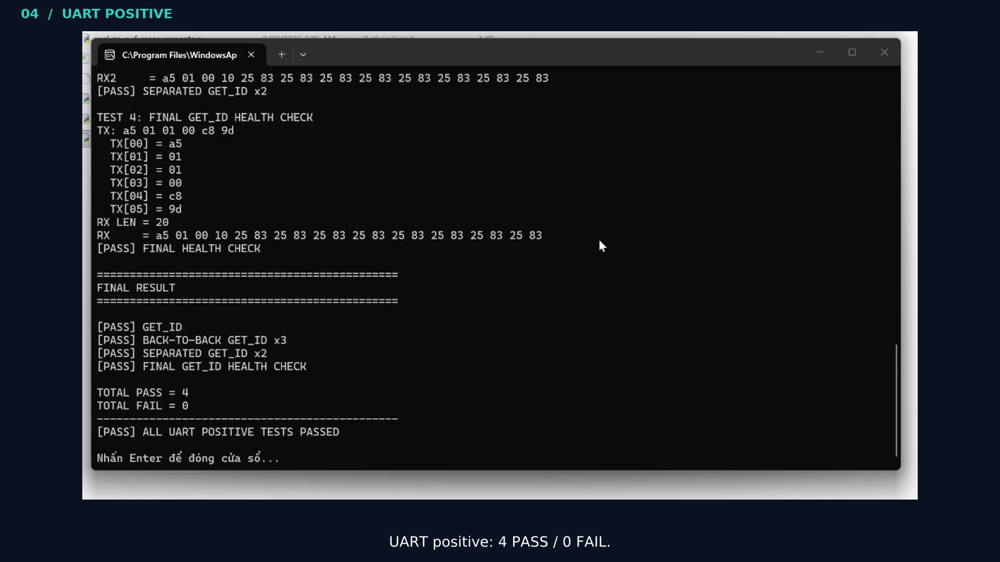 04 / UART POSITIVE
C:\Program Files\WindowsAp
RX2     = a5 01 00 10 25 83 25 83 25 83 25 83 25 83 25 83 25 83 25 83
[PASS] SEPARATED GET_ID x2
TEST 4: FINAL GET_ID HEALTH CHECK
TX: a5 01 01 00 c8 9d
  TX[00] = a5
  TX[01] = 01
  TX[02] = 01
  TX[03] = 00
  TX[04] = c8
  TX[05] = 9d
RX LEN = 20
RX     = a5 01 00 10 25 83 25 83 25 83 25 83 25 83 25 83 25 83 25 83
[PASS] FINAL HEALTH CHECK
==============================================
FINAL RESULT
==============================================
[PASS] GET_ID
[PASS] BACK-TO-BACK GET_ID x3
[PASS] SEPARATED GET_ID x2
[PASS] FINAL GET_ID HEALTH CHECK
TOTAL PASS = 4
TOTAL FAIL = 0
----------------------------------------------
[PASS] ALL UART POSITIVE TESTS PASSED
Nhấn Enter để đóng cửa sổ...
UART positive: 4 PASS / 0 FAIL.